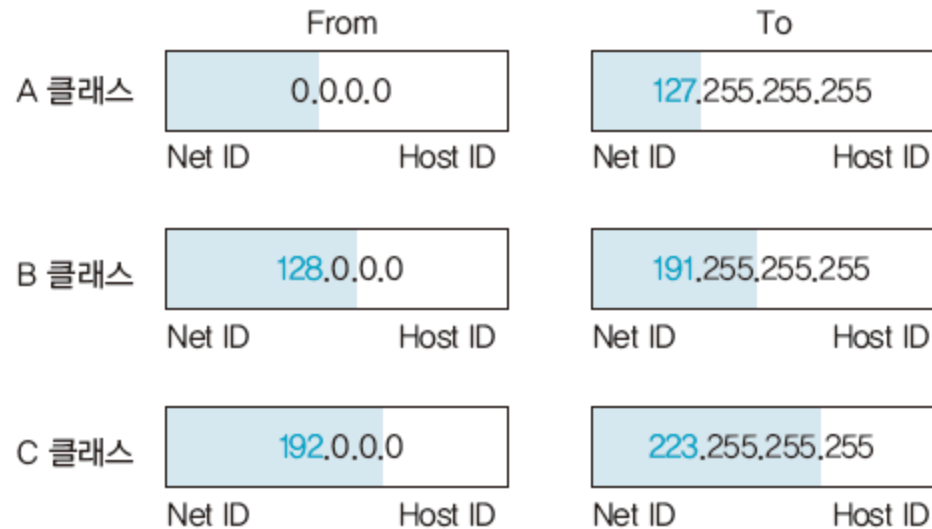 From To
A 클래스 0.0.0.0 127.255.255.255
Net ID Host ID Net ID Host ID
B 클래스 128.0.0.0 191.255.255.255
Net ID Host ID Net ID Host ID
C 클래스 192.0.0.0 223.255.255.255
Net ID Host ID Net ID Host ID